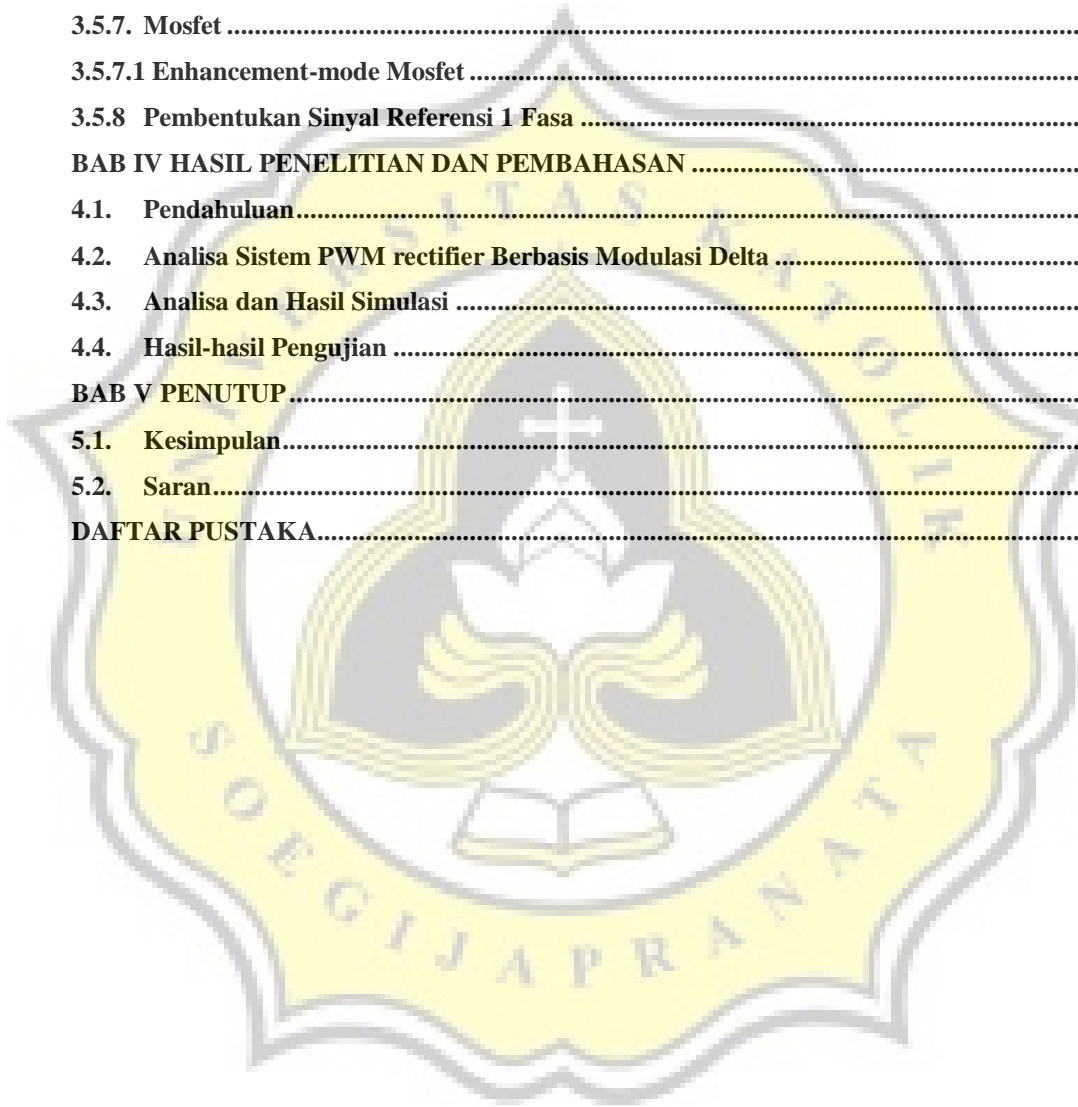 3.5.7. Mosfet ........................................................................
3.5.7.1 Enhancement-mode Mosfet ........................................................................
3.5.8 Pembentukan Sinyal Referensi 1 Fasa ........................................................................
BAB IV HASIL PENELITIAN DAN PEMBAHASAN ........................................................................
4.1. Pendahuluan ........................................................................
4.2. Analisa Sistem PWM rectifier Berbasis Modulasi Delta ........................................................................
4.3. Analisa dan Hasil Simulasi ........................................................................
4.4. Hasil-hasil Pengujian ........................................................................
BAB V PENUTUP ........................................................................
5.1. Kesimpulan ........................................................................
5.2. Saran ........................................................................
DAFTAR PUSTAKA ........................................................................
UNIVERSITAS KATOLIK
SOEGIJAPRANATA